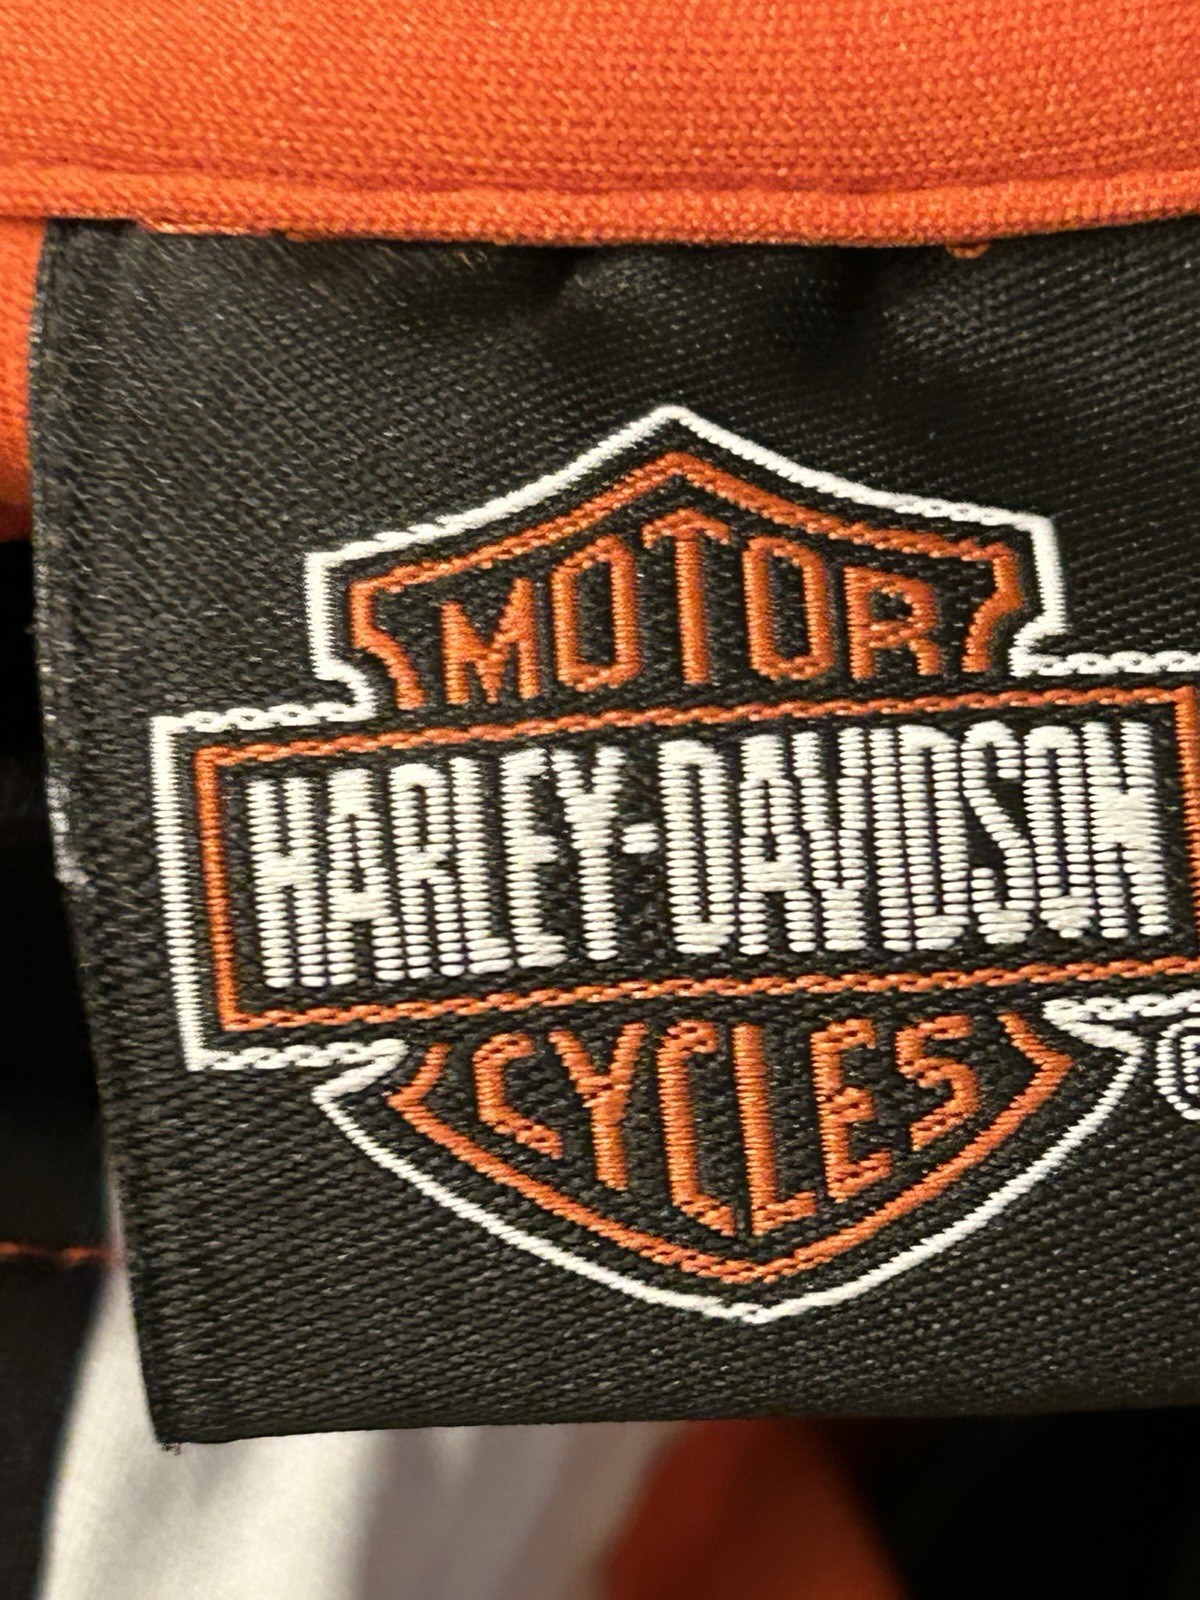 MOTOR
HARLEY-DAVIDSON
CYCLES
®